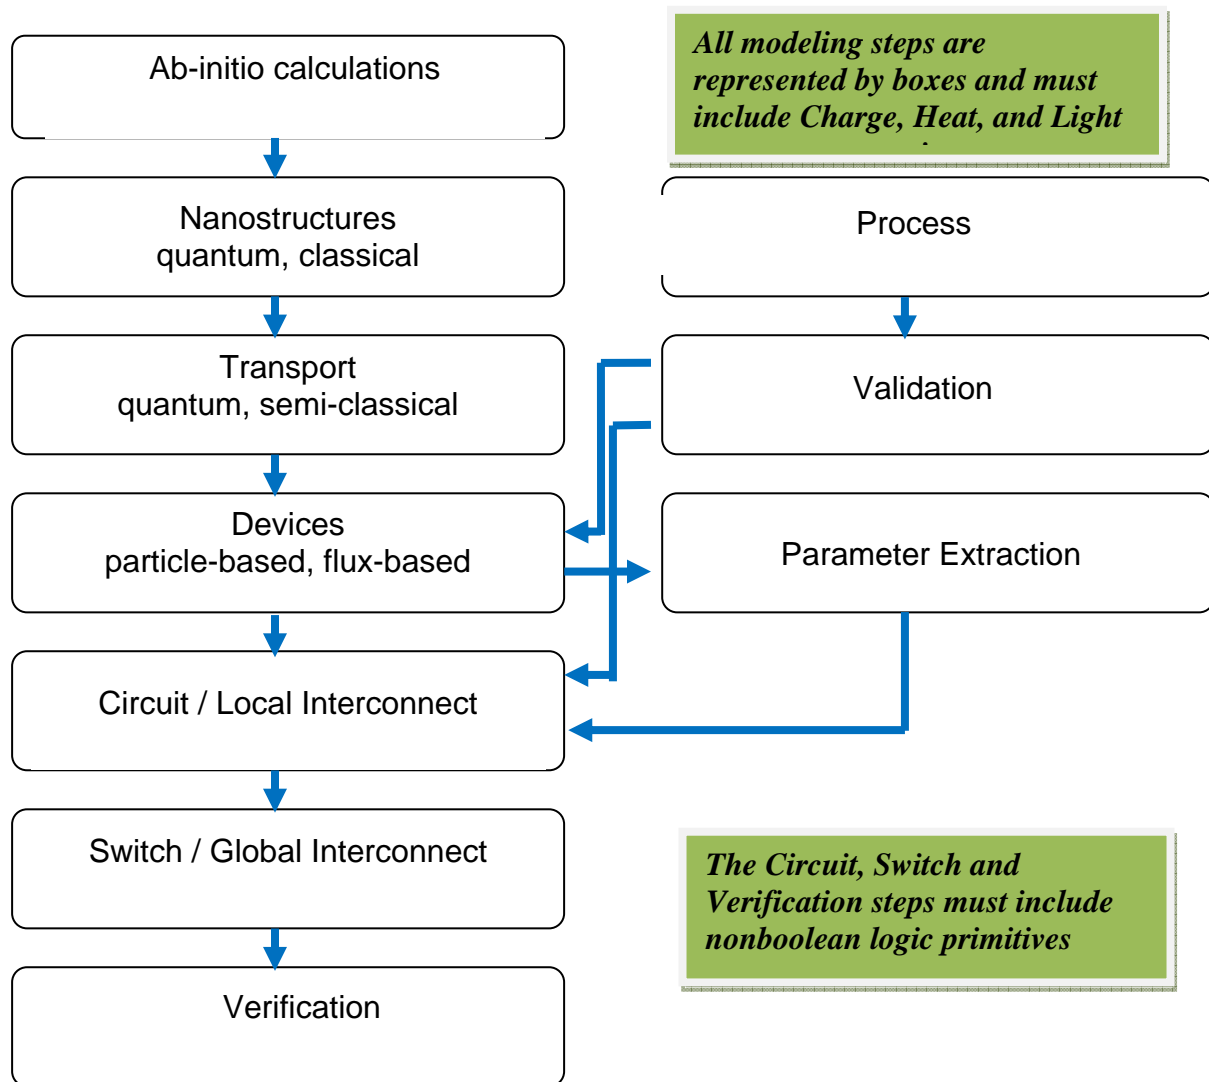 Ab-initio calculations
All modeling steps are
represented by boxes and must
include Charge, Heat, and Light
Nanostructures
quantum, classical
Process
Transport
quantum, semi-classical
Validation
Devices
particle-based, flux-based
Parameter Extraction
Circuit / Local Interconnect
Switch / Global Interconnect
The Circuit, Switch and
Verification steps must include
nonboolean logic primitives
Verification